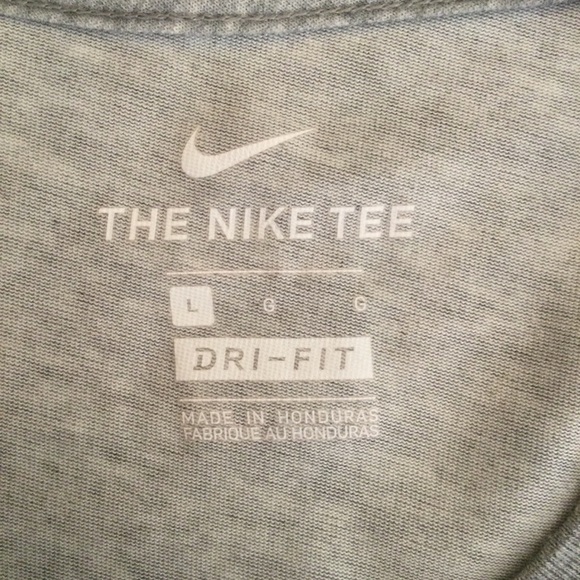 THE NIKE TEE
L G G
DRI-FIT
MADE IN HONDURAS
FABRIQUE AU HONDURAS